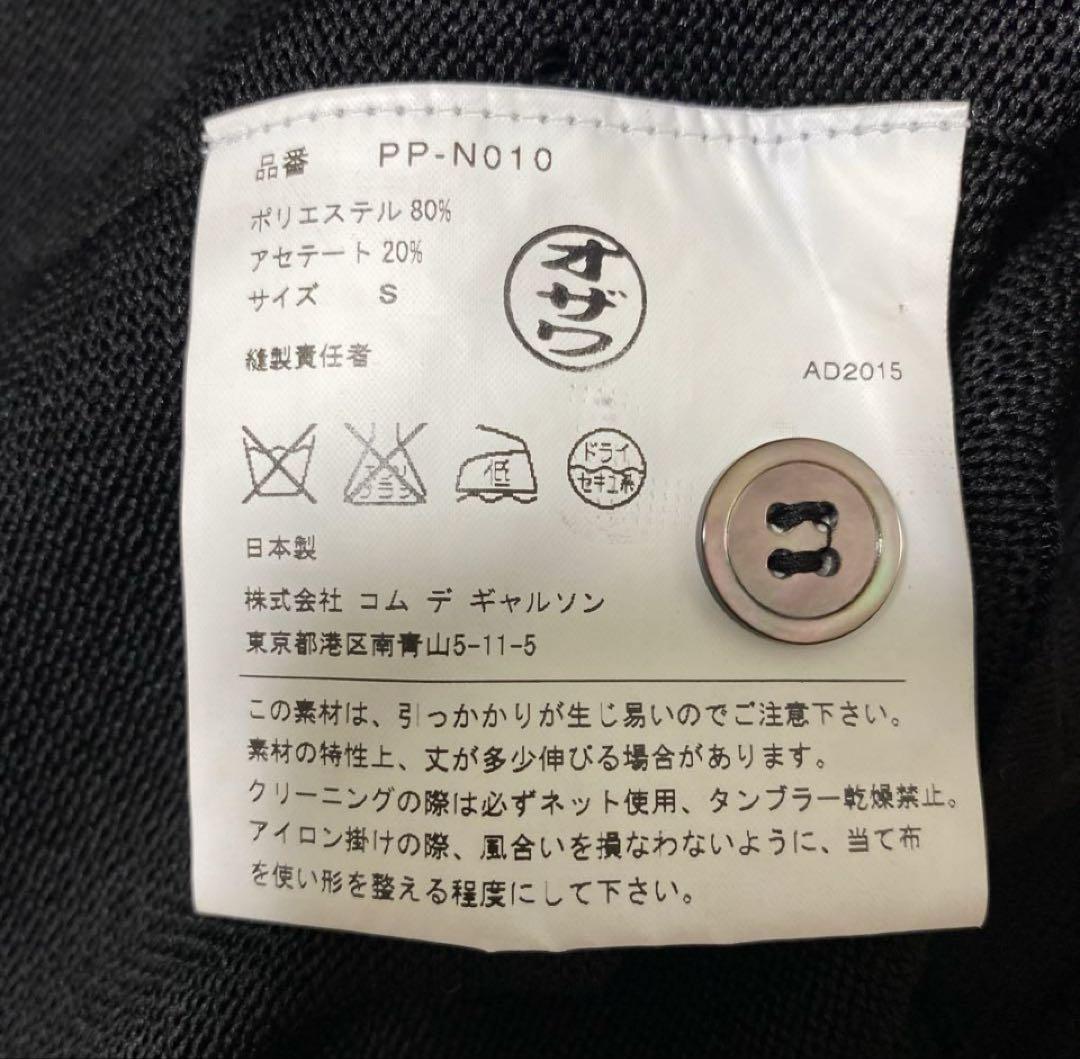 品番 PP-N010
ポリエステル 80%
アセテート 20%
サイズ S
オザワ
縫製責任者
AD2015
エンソ
サラシ
低
ドライ
セキユ系
日本製
株式会社 コム デ ギャルソン
東京都港区南青山5-11-5
この素材は、引っかかりが生じ易いのでご注意下さい。
素材の特性上、丈が多少伸びる場合があります。
クリーニングの際は必ずネット使用、タンブラー乾燥禁止。
アイロン掛けの際、風合いを損なわないように、当て布
を使い形を整える程度にして下さい。